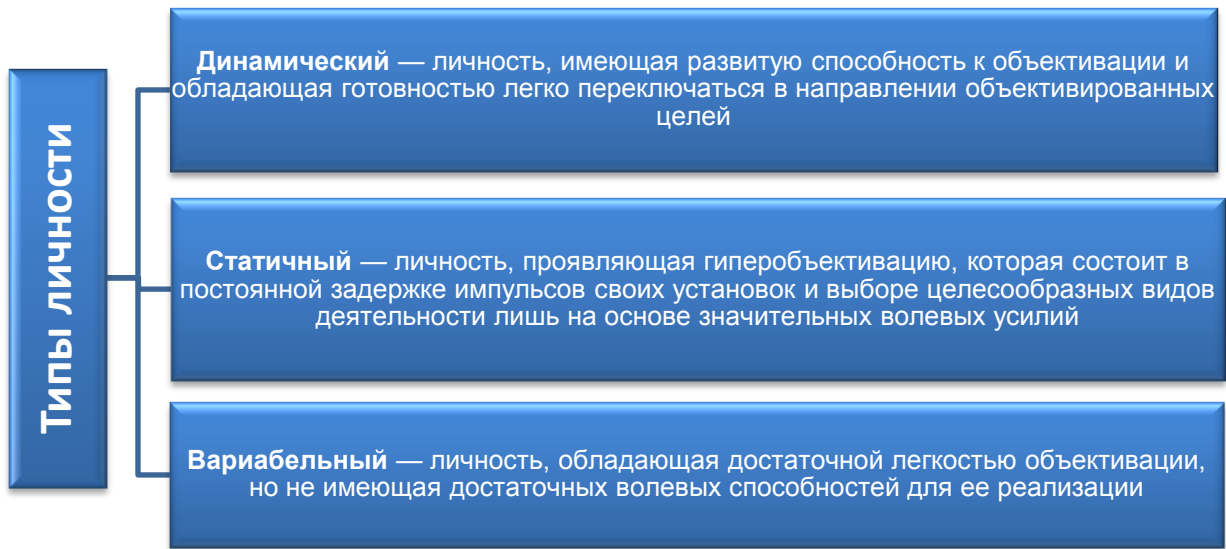 Типы личности
Динамический — личность, имеющая развитую способность к объективации и
обладающая готовностью легко переключаться в направлении объективированных
целей
Статичный — личность, проявляющая гиперобъективацию, которая состоит в
постоянной задержке импульсов своих установок и выборе целесообразных видов
деятельности лишь на основе значительных волевых усилий
Вариабельный — личность, обладающая достаточной легкостью объективации,
но не имеющая достаточных волевых способностей для ее реализации